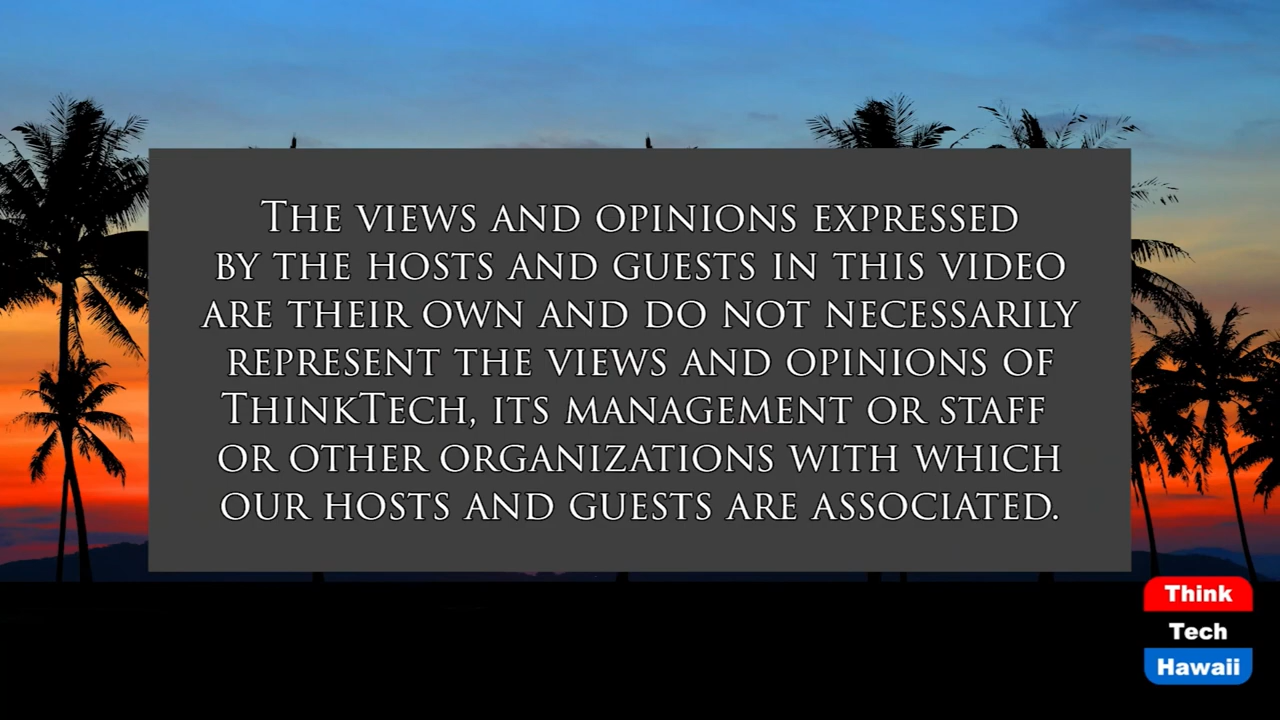 The views and opinions expressed
by the hosts and guests in this video
are their own and do not necessarily
represent the views and opinions of
ThinkTech, its management or staff
or other organizations with which
our hosts and guests are associated.
Think
Tech
Hawaii